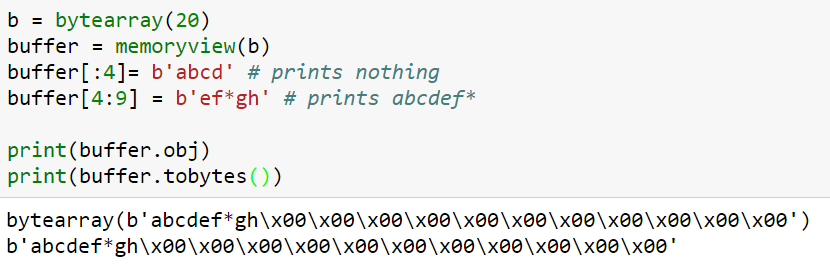 b = bytearray(20)
buffer = memoryview(b)
buffer[:4]= b'abcd' # prints nothing
buffer[4:9] = b'ef*gh' # prints abcdef*
print(buffer.obj)
print(buffer.tobytes())
bytearray(b'abcdef*gh\x00\x00\x00\x00\x00\x00\x00\x00\x00\x00\x00')
b'abcdef*gh\x00\x00\x00\x00\x00\x00\x00\x00\x00\x00\x00'